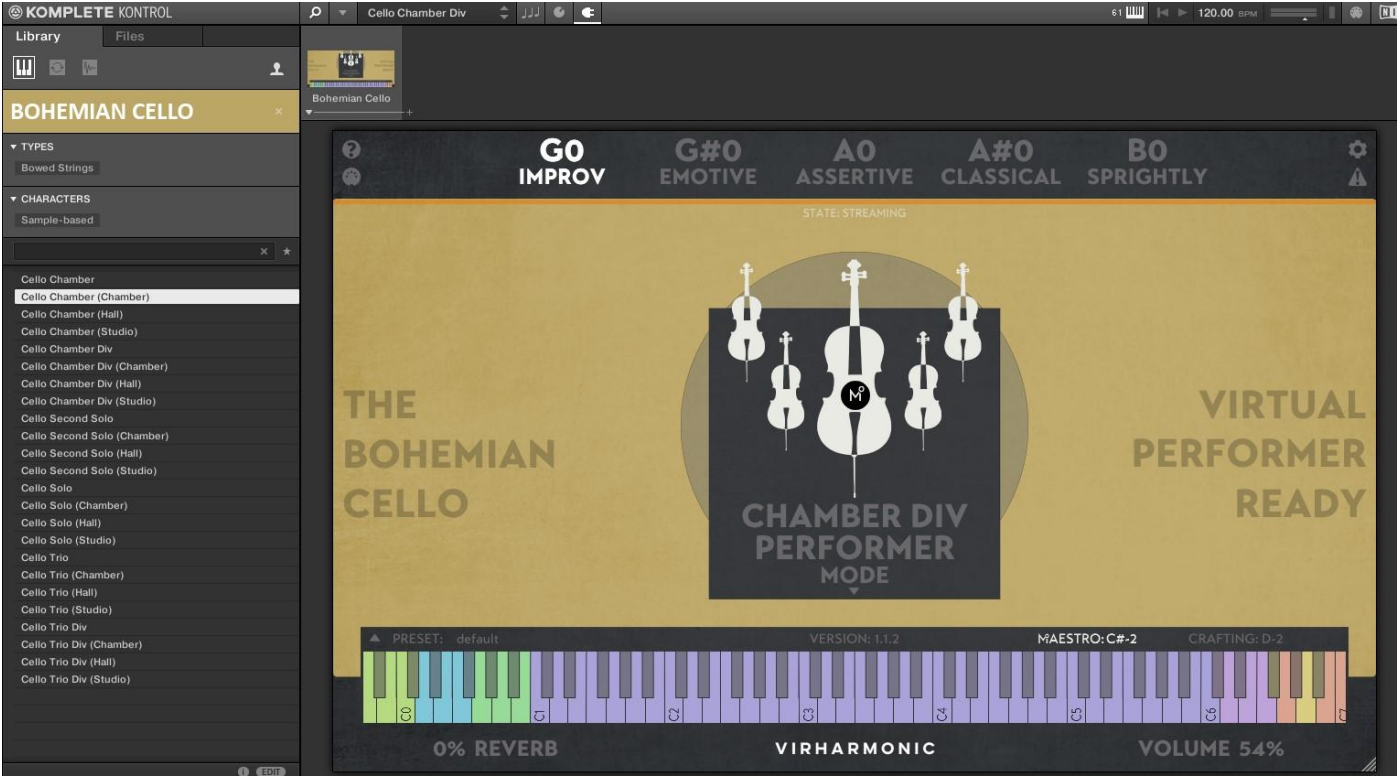 KOMPLETE KONTROL
Cello Chamber Div
61
120.00 BPM
Library
Files
BOHEMIAN CELLO
TYPES
Bowed Strings
CHARACTERS
Sample-based
Cello Chamber
Cello Chamber (Chamber)
Cello Chamber (Hall)
Cello Chamber (Studio)
Cello Chamber Div
Cello Chamber Div (Chamber)
Cello Chamber Div (Hall)
Cello Chamber Div (Studio)
Cello Second Solo
Cello Second Solo (Chamber)
Cello Second Solo (Hall)
Cello Second Solo (Studio)
Cello Solo
Cello Solo (Chamber)
Cello Solo (Hall)
Cello Solo (Studio)
Cello Trio
Cello Trio (Chamber)
Cello Trio (Hall)
Cello Trio (Studio)
Cello Trio Div
Cello Trio Div (Chamber)
Cello Trio Div (Hall)
Cello Trio Div (Studio)
EDIT
Bohemian Cello
G0 G#0 A0 A#0 B0
IMPROV EMOTIVE ASSERTIVE CLASSICAL SPRIGHTLY
STATE: STREAMING
THE
BOHEMIAN
CELLO
M
CHAMBER DIV
PERFORMER
MODE
VIRTUAL
PERFORMER
READY
PRESET: default VERSION: 1.1.2 MAESTRO: C#-2 CRAFTING: D-2
C0 C1 C2 C3 C4 C5 C6 C7
0% REVERB VIRHARMONIC VOLUME 54%